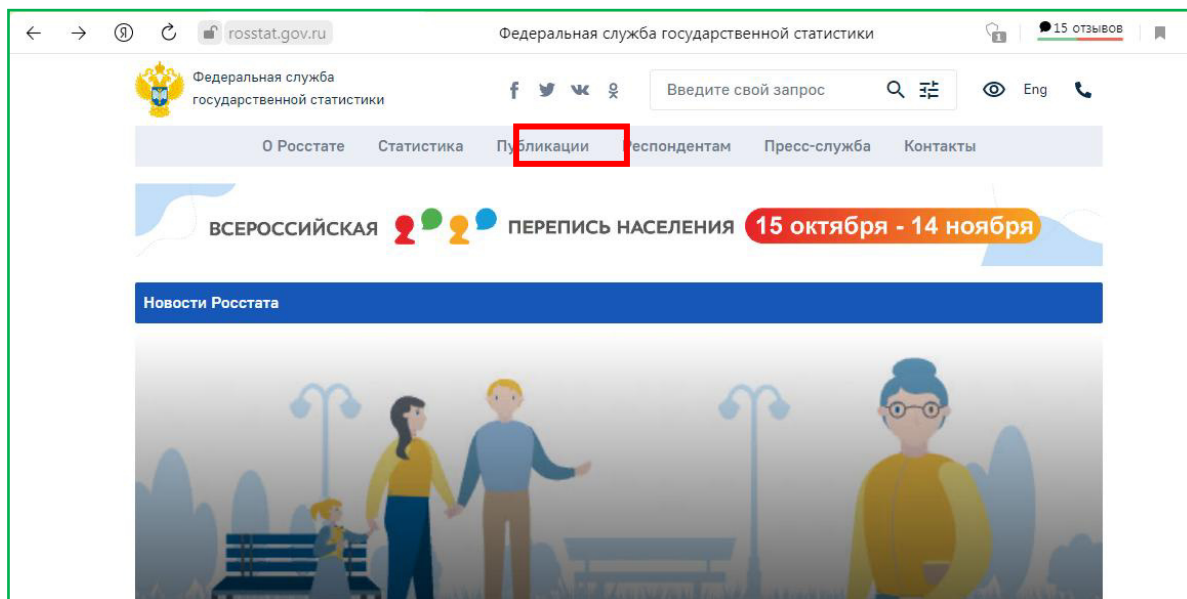 Я rosstat.gov.ru Федеральная служба государственной статистики 1 15 отзывов
Федеральная служба
государственной статистики
Введите свой запрос Eng
О Росстате Статистика Публикации Респондентам Пресс-служба Контакты
ВСЕРОССИЙСКАЯ ПЕРЕПИСЬ НАСЕЛЕНИЯ 15 октября - 14 ноября
Новости Росстата